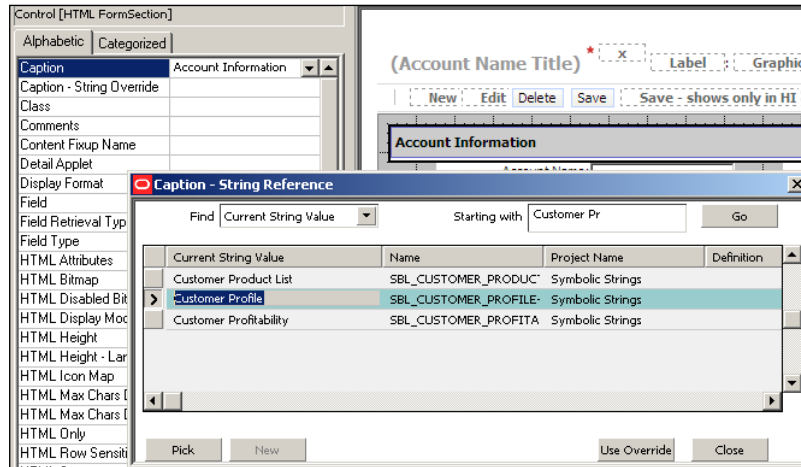 Control [HTML FormSection]
Alphabetic Categorized
Caption Account Information
Caption - String Override
Class
Comments
Content Fixup Name
Detail Applet
Display Format
Field
Field Retrieval Typ
Field Type
HTML Attributes
HTML Bitmap
HTML Disabled Bit
HTML Display Mod
HTML Height
HTML Height - Lar
HTML Icon Map
HTML Max Chars D
HTML Max Chars D
HTML Only
HTML Row Sensiti
(Account Name Title) * x Label : Graphic
New Edit Delete Save Save - shows only in HI
Account Information
Account Name:
Caption - String Reference
Find Current String Value Starting with Customer Pr Go
Current String Value Name Project Name Definition
Customer Product List SBL_CUSTOMER_PRODUCT Symbolic Strings
Customer Profile SBL_CUSTOMER_PROFILE- Symbolic Strings
Customer Profitability SBL_CUSTOMER_PROFITA Symbolic Strings
Pick New Use Override Close